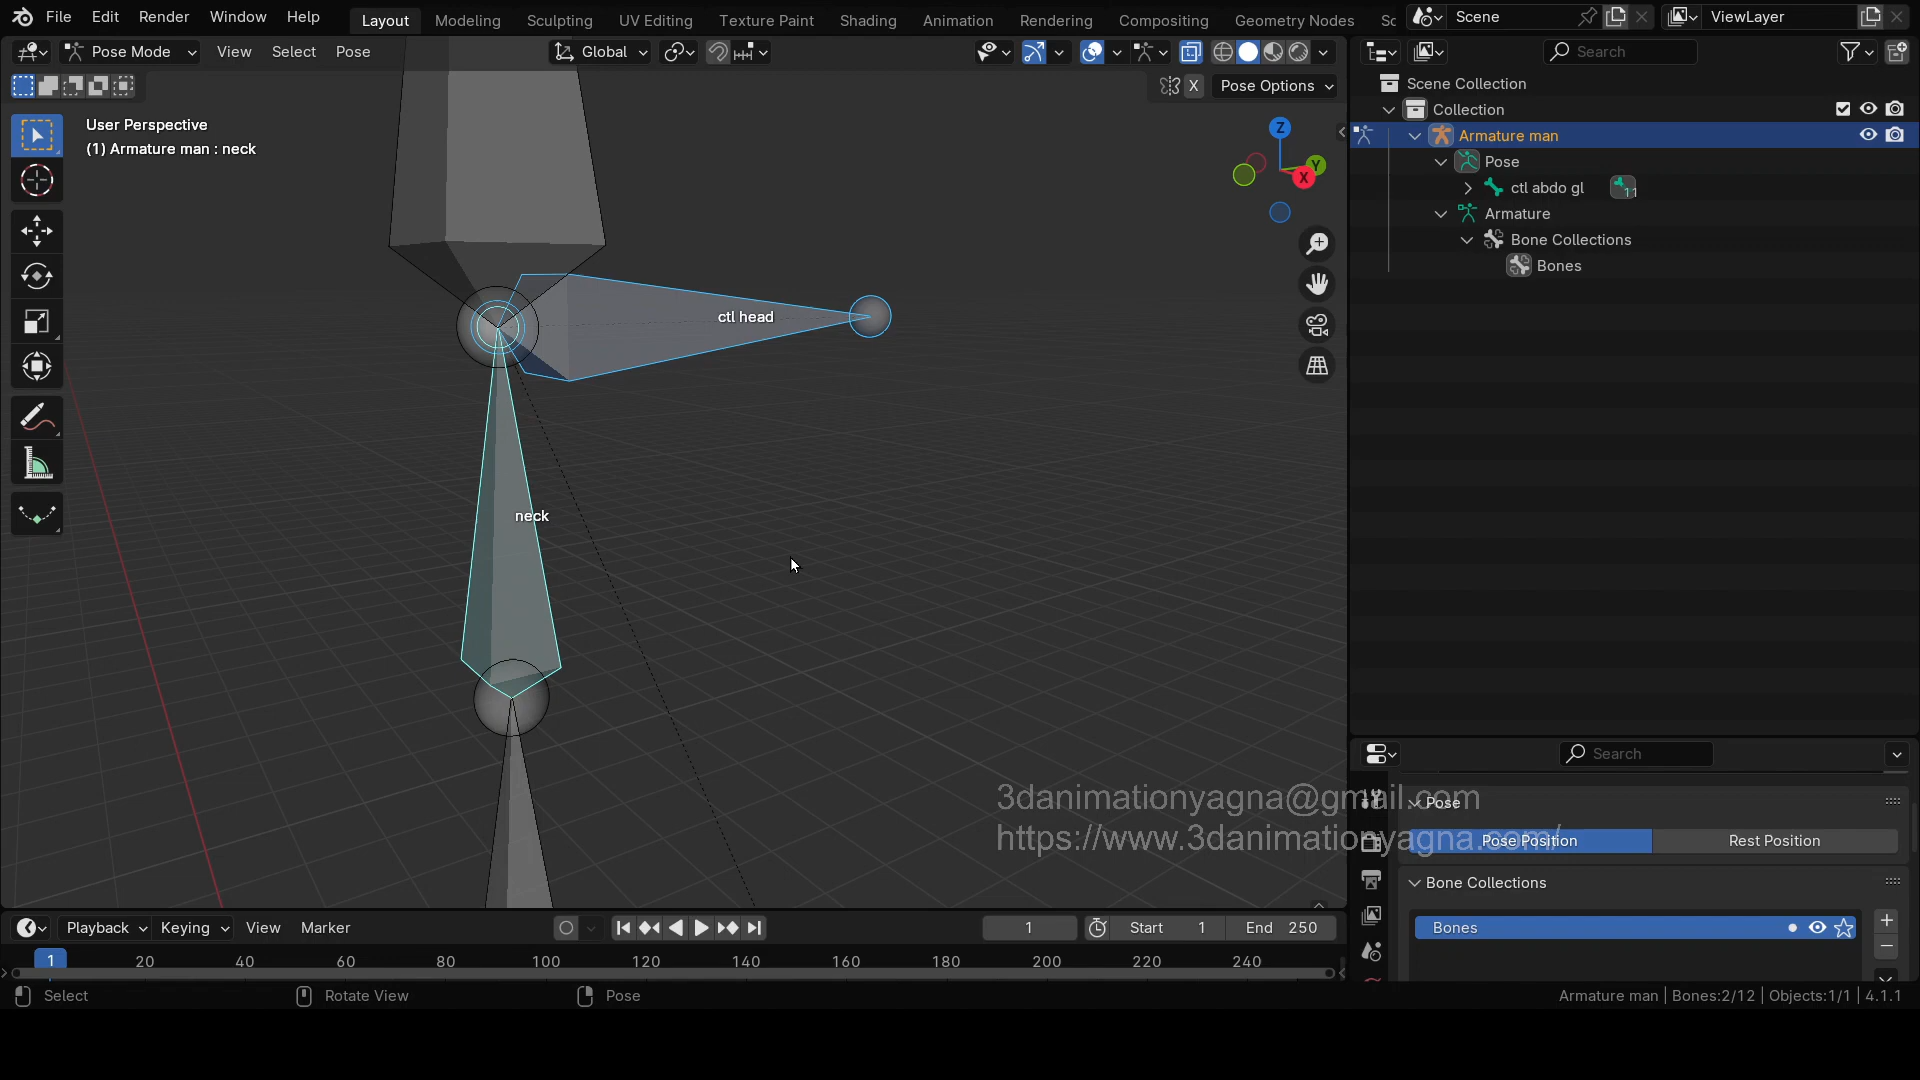 File Edit Render Window Help
Layout Modeling Sculpting UV Editing Texture Paint Shading Animation Rendering Compositing Geometry Nodes Sc
Scene
ViewLayer
Pose Mode View Select Pose
Global
Search
X Pose Options
User Perspective
(1) Armature man : neck
Z
Y
X
ctl head
neck
Scene Collection
Collection
Armature man
Pose
ctl abdo gl 11
Armature
Bone Collections
Bones
Search
Pose
Pose Position Rest Position
Bone Collections
Bones
3danimationyagna@gmail.com
https://www.3danimationyagna.com/
Playback Keying View Marker
1 Start 1 End 250
1 20 40 60 80 100 120 140 160 180 200 220 240
Select Rotate View Pose
Armature man | Bones:2/12 | Objects:1/1 | 4.1.1